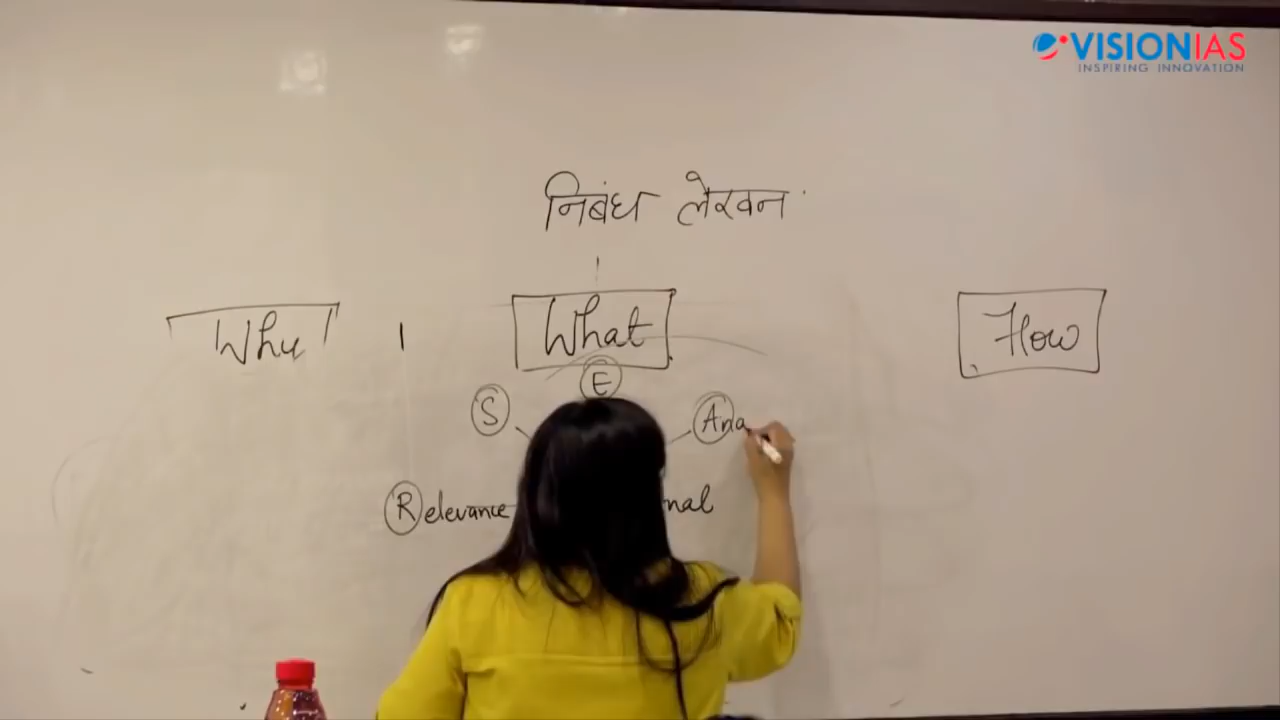 VISIONIAS
INSPIRING INNOVATION
निबंध लेखन
Why What How
E
S Ana
Relevance nal